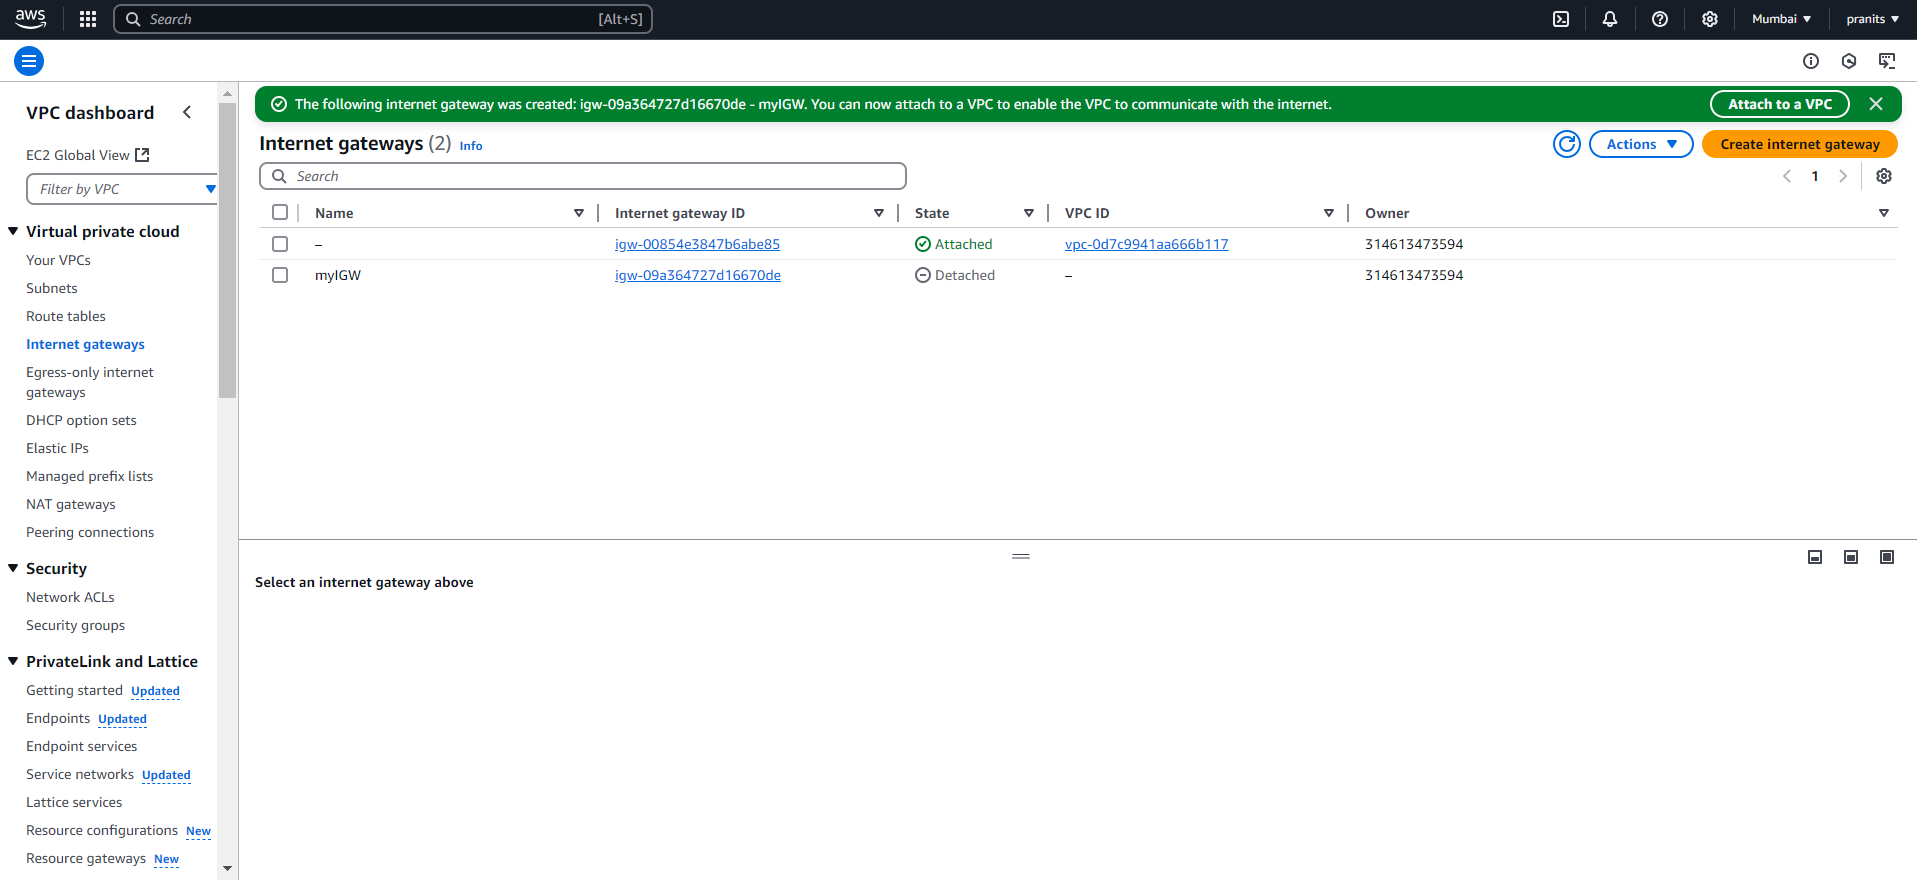 aws
Search [Alt+S]
Mumbai
pranits
VPC dashboard
EC2 Global View
Filter by VPC
Virtual private cloud
Your VPCs
Subnets
Route tables
Internet gateways
Egress-only internet
gateways
DHCP option sets
Elastic IPs
Managed prefix lists
NAT gateways
Peering connections
Security
Network ACLs
Security groups
PrivateLink and Lattice
Getting started Updated
Endpoints Updated
Endpoint services
Service networks Updated
Lattice services
Resource configurations New
Resource gateways New
The following internet gateway was created: igw-09a364727d16670de - myIGW. You can now attach to a VPC to enable the VPC to communicate with the internet. Attach to a VPC
Internet gateways (2) Info
Actions Create internet gateway
Search
1
Name Internet gateway ID State VPC ID Owner
– igw-00854e3847b6abe85 Attached vpc-0d7c9941aa666b117 314613473594
myIGW igw-09a364727d16670de Detached – 314613473594
Select an internet gateway above